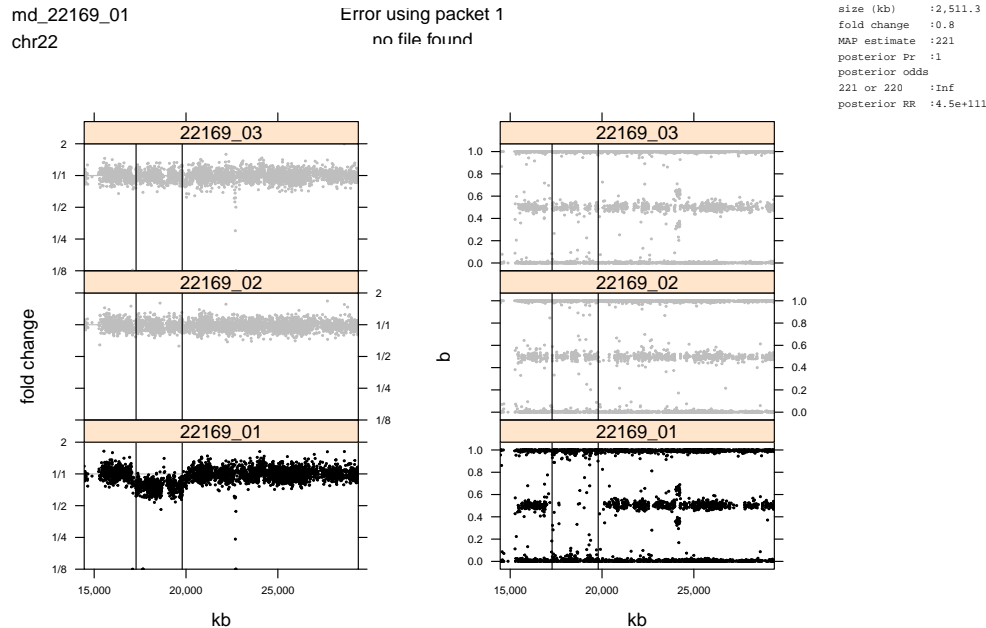 md_22169_01
chr22
Error using packet 1
no file found
size (kb) :2,511.3
fold change :0.8
MAP estimate :221
posterior Pr :1
posterior odds
221 or 220 :Inf
posterior RR :4.5e+111
22169_03
2
1/1
1/2
1/4
1/8
22169_02
2
1/1
1/2
1/4
1/8
22169_01
2
1/1
1/2
1/4
1/8
15,000 20,000 25,000
kb
fold change
22169_03
1.0
0.8
0.6
0.4
0.2
0.0
22169_02
1.0
0.8
0.6
0.4
0.2
0.0
22169_01
1.0
0.8
0.6
0.4
0.2
0.0
15,000 20,000 25,000
kb
b